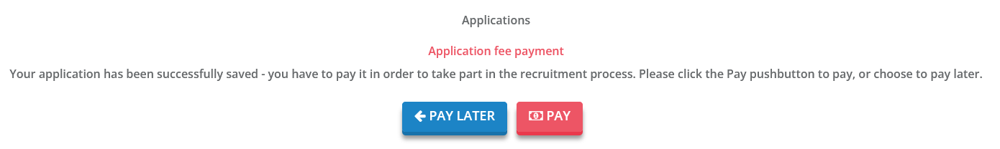 Applications
Application fee payment
Your application has been successfully saved - you have to pay it in order to take part in the recruitment process. Please click the Pay pushbutton to pay, or choose to pay later.
PAY LATER
PAY